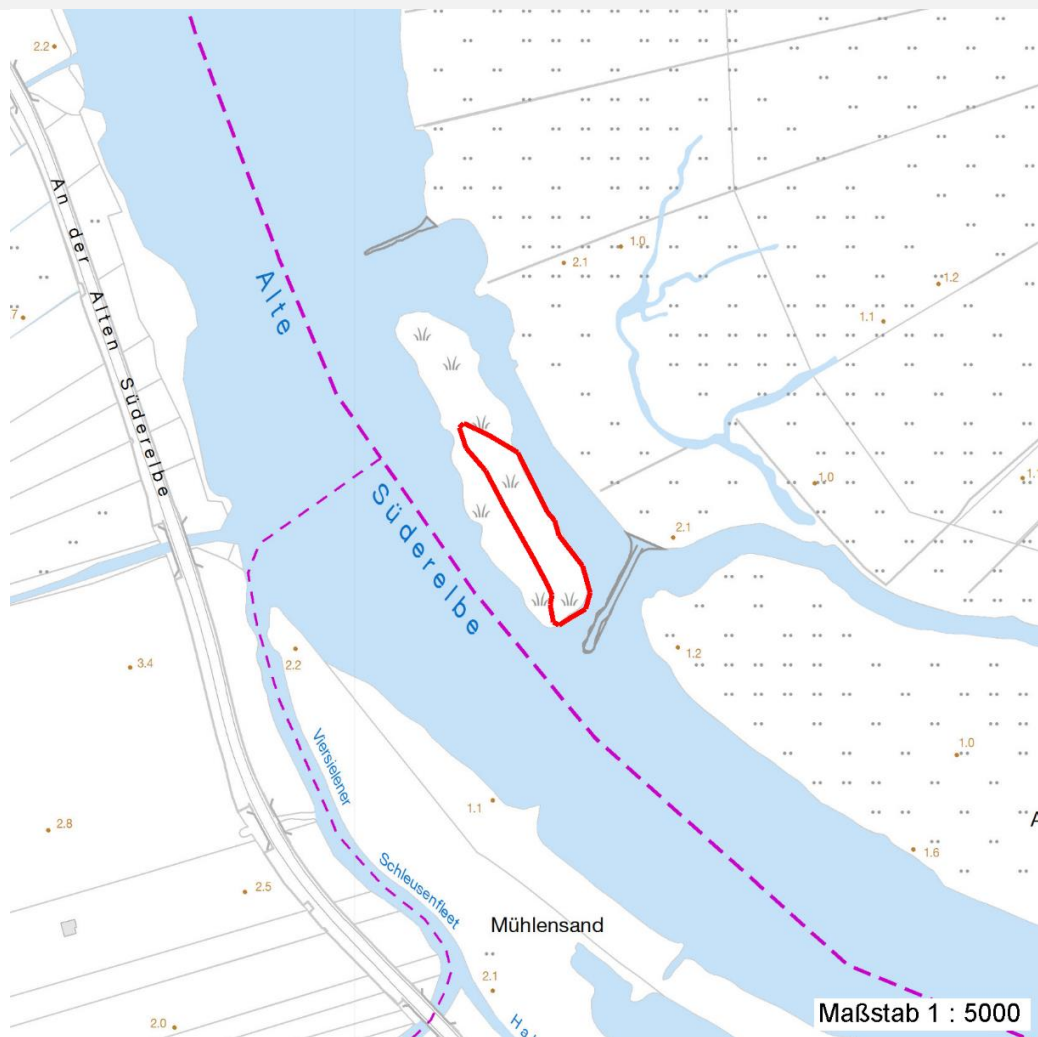 2.2
An der Alten Süderelbe
Alte
1.0
2.1
1.2
1.1
Süderelbe
1.0
2.1
2.2
3.4
1.2
Viersielener
1.0
1.1
2.8
1.6
Schleusenfleet
2.5
Mühlensand
2.1
2.0
Maßstab 1 : 5000